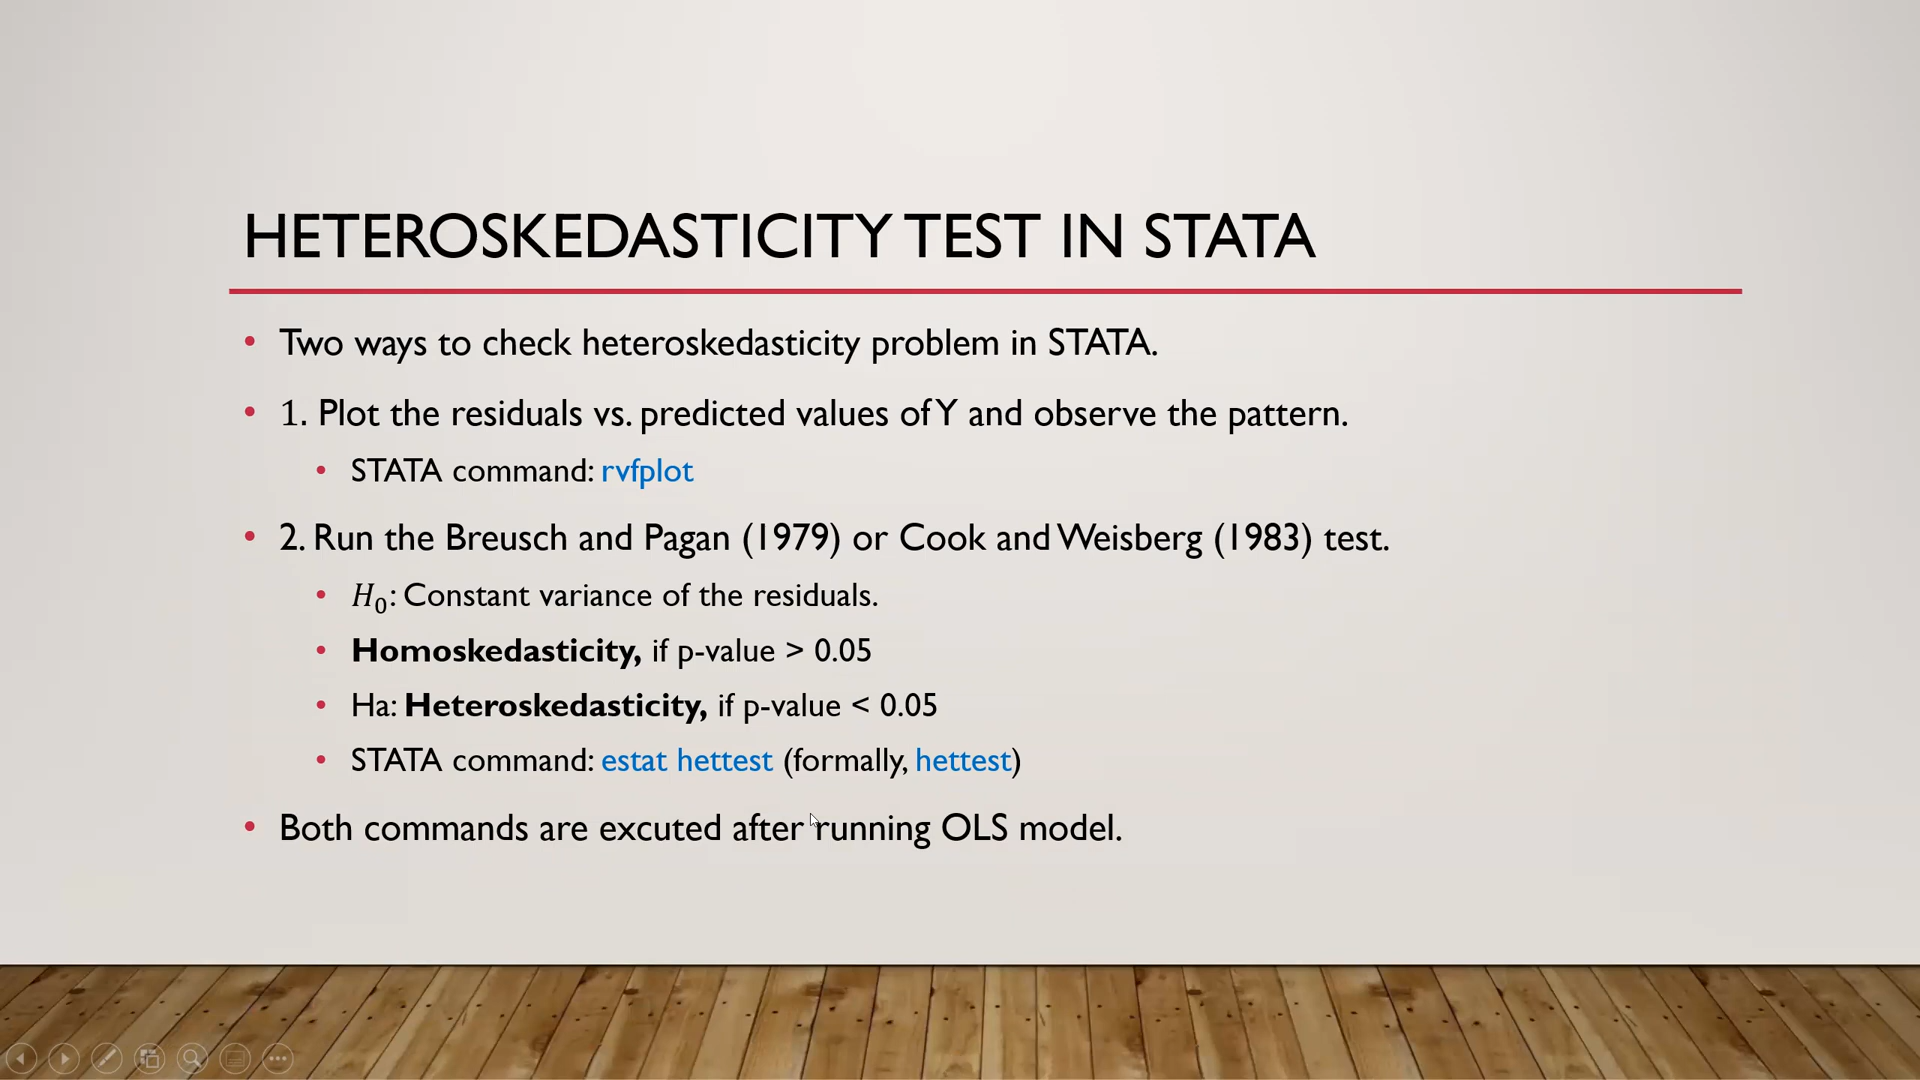 HETEROSKEDASTICITY TEST IN STATA
• Two ways to check heteroskedasticity problem in STATA.
• 1. Plot the residuals vs. predicted values of Y and observe the pattern.
• STATA command: rvfplot
• 2. Run the Breusch and Pagan (1979) or Cook and Weisberg (1983) test.
• H₀: Constant variance of the residuals.
• Homoskedasticity, if p-value > 0.05
• Ha: Heteroskedasticity, if p-value < 0.05
• STATA command: estat hettest (formally, hettest)
• Both commands are excuted after running OLS model.